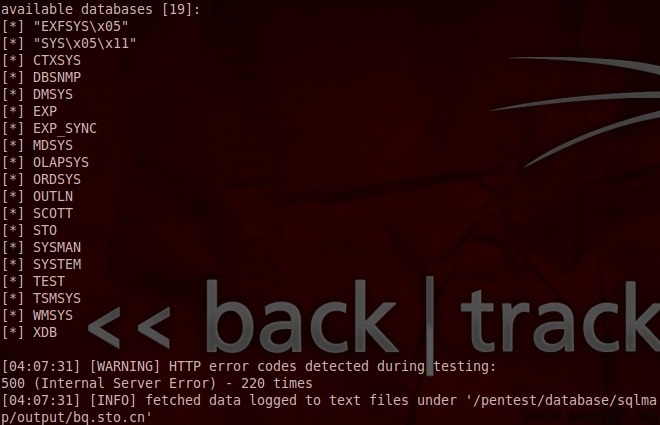 available databases [19]:
[*] "EXFSYS\x05"
[*] "SYS\x05\x11"
[*] CTXSYS
[*] DBSNMP
[*] DMSYS
[*] EXP
[*] EXP_SYNC
[*] MDSYS
[*] OLAPSYS
[*] ORDSYS
[*] OUTLN
[*] SCOTT
[*] STO
[*] SYSMAN
[*] SYSTEM
[*] TEST
[*] TSMSYS
[*] WMSYS
[*] XDB
<< back | track
[04:07:31] [WARNING] HTTP error codes detected during testing:
500 (Internal Server Error) - 220 times
[04:07:31] [INFO] fetched data logged to text files under '/pentest/database/sqlma
p/output/bq.sto.cn'